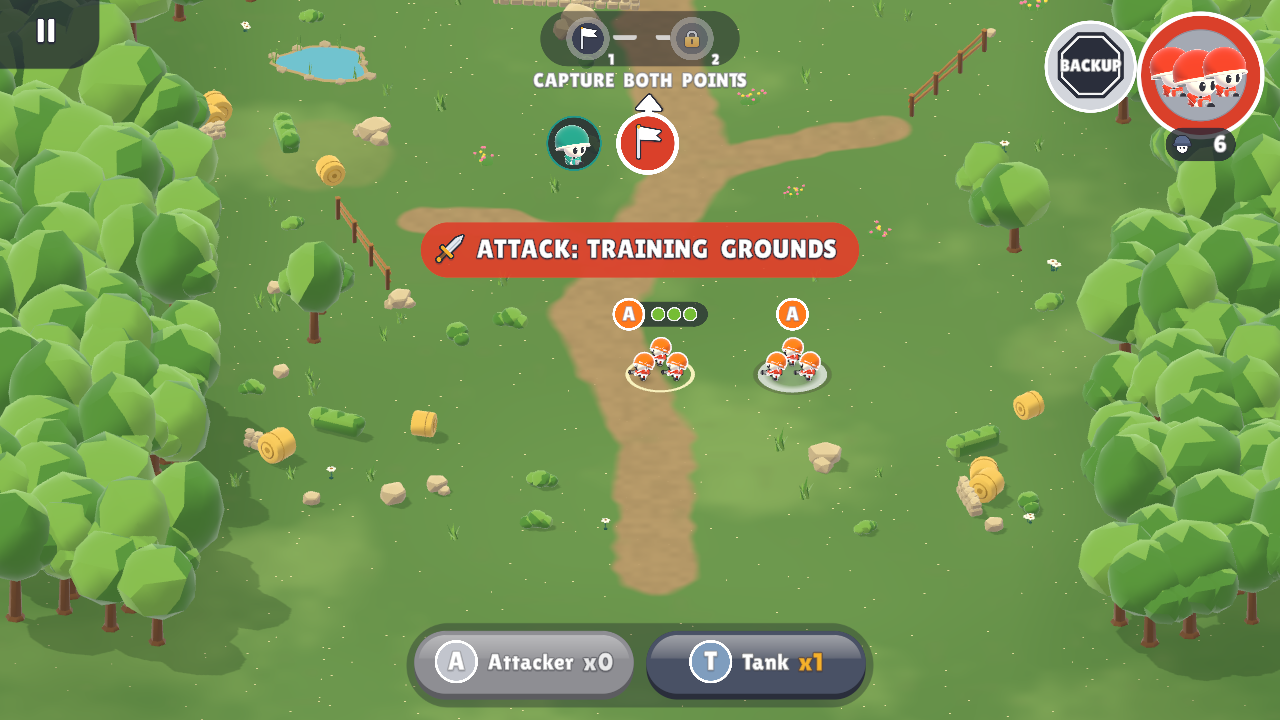 1
2
CAPTURE BOTH POINTS
BACKUP
6
ATTACK: TRAINING GROUNDS
A
A
A Attacker x0
T Tank x1